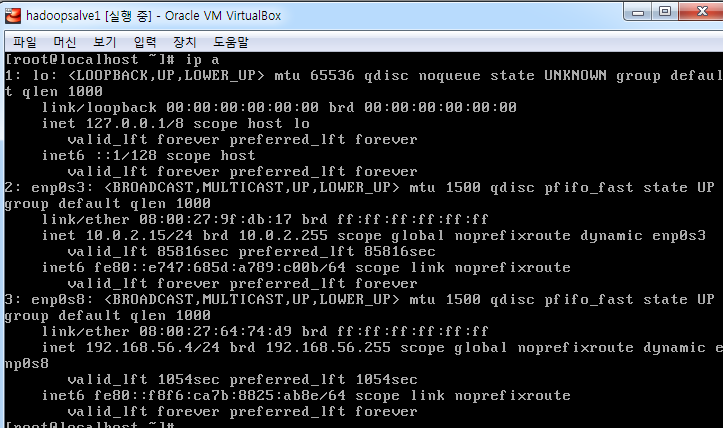 hadoopsalve1 [실행 중] - Oracle VM VirtualBox
파일 머신 보기 입력 장치 도움말
[root@localhost ~]# ip a
1: lo: <LOOPBACK,UP,LOWER_UP> mtu 65536 qdisc noqueue state UNKNOWN group defaul
t qlen 1000
    link/loopback 00:00:00:00:00:00 brd 00:00:00:00:00:00
    inet 127.0.0.1/8 scope host lo
       valid_lft forever preferred_lft forever
    inet6 ::1/128 scope host
       valid_lft forever preferred_lft forever
2: enp0s3: <BROADCAST,MULTICAST,UP,LOWER_UP> mtu 1500 qdisc pfifo_fast state UP
group default qlen 1000
    link/ether 08:00:27:9f:db:17 brd ff:ff:ff:ff:ff:ff
    inet 10.0.2.15/24 brd 10.0.2.255 scope global noprefixroute dynamic enp0s3
       valid_lft 85816sec preferred_lft 85816sec
    inet6 fe80::e747:685d:a789:c00b/64 scope link noprefixroute
       valid_lft forever preferred_lft forever
3: enp0s8: <BROADCAST,MULTICAST,UP,LOWER_UP> mtu 1500 qdisc pfifo_fast state UP
group default qlen 1000
    link/ether 08:00:27:64:74:d9 brd ff:ff:ff:ff:ff:ff
    inet 192.168.56.4/24 brd 192.168.56.255 scope global noprefixroute dynamic e
np0s8
       valid_lft 1054sec preferred_lft 1054sec
    inet6 fe80::f8f6:ca7b:8825:ab8e/64 scope link noprefixroute
       valid_lft forever preferred_lft forever
[root@localhost ~]#